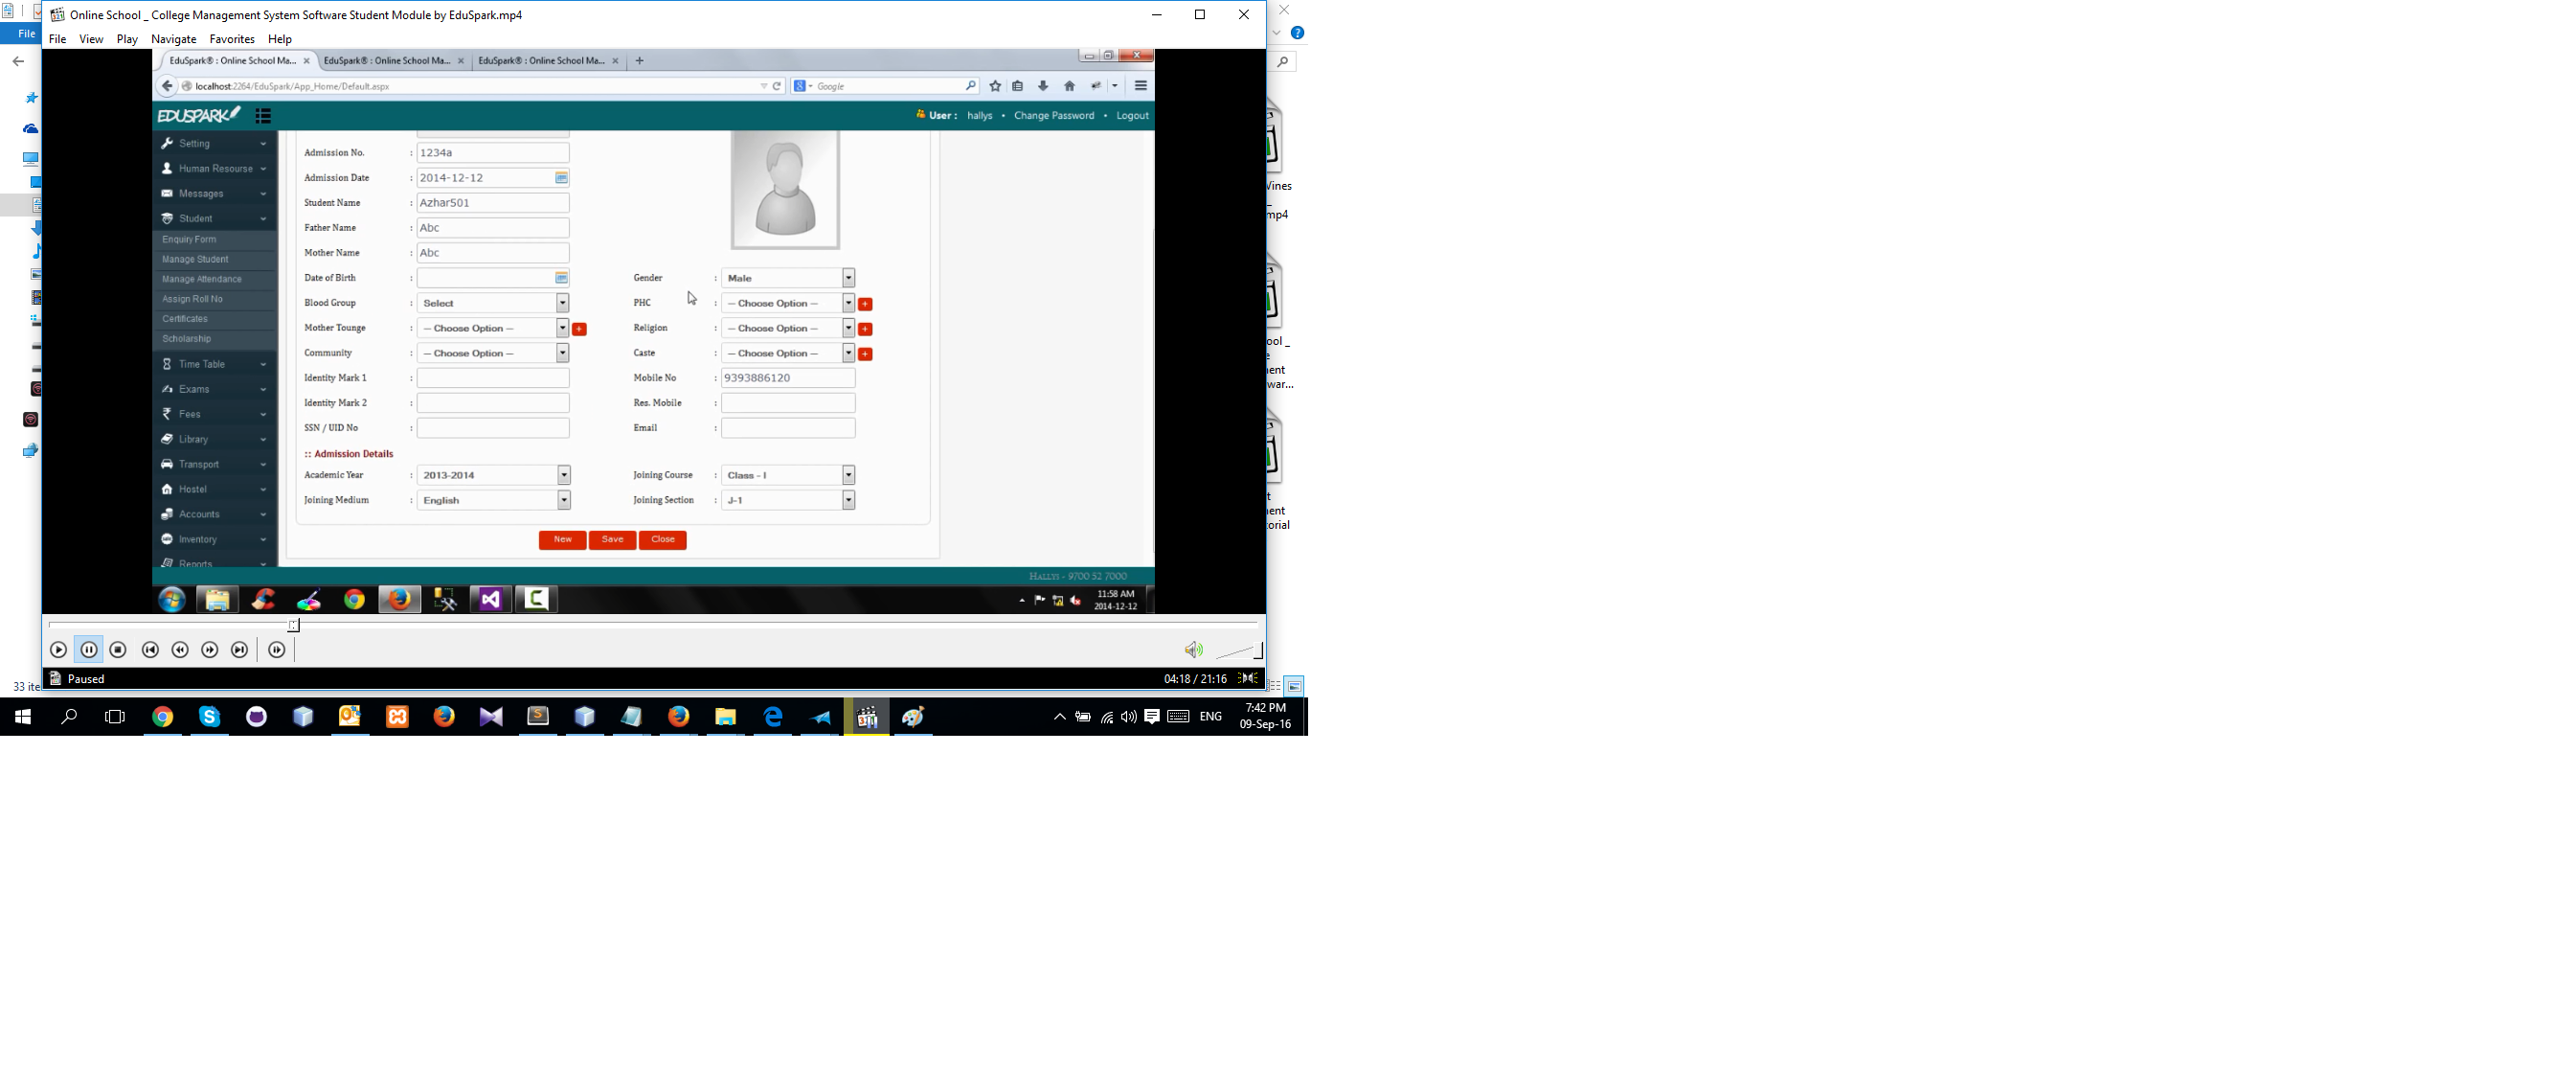 Online School _ College Management System Software Student Module by EduSpark.mp4
File
File View Play Navigate Favorites Help
EduSpark® : Online School Ma... EduSpark® : Online School Ma... EduSpark® : Online School Ma...
localhost:2264/EduSpark/App_Home/Default.aspx Google
EDUSPARK User : hallys • Change Password • Logout
Setting
Human Resourse
Messages
Student
Enquiry Form
Manage Student
Manage Attendance
Assign Roll No
Certificates
Scholarship
Time Table
Exams
Fees
Library
Transport
Hostel
Accounts
Inventory
Reports
Admission No. : 1234a
Admission Date : 2014-12-12
Student Name : Azhar501
Father Name : Abc
Mother Name : Abc
Date of Birth : Gender : Male
Blood Group : Select PHC : -- Choose Option --
Mother Tounge : -- Choose Option -- Religion : -- Choose Option --
Community : -- Choose Option -- Caste : -- Choose Option --
Identity Mark 1 : Mobile No : 9393886120
Identity Mark 2 : Res. Mobile :
SSN / UID No : Email :
:: Admission Details
Academic Year : 2013-2014 Joining Course : Class - I
Joining Medium : English Joining Section : J-1
New Save Close
Hallys - 9700 52 7000
11:58 AM
2014-12-12
Paused 04:18 / 21:16
33 ite
Vines
_
mp4
ool _
e
ent
war...
t
ent
orial
ENG
7:42 PM
09-Sep-16